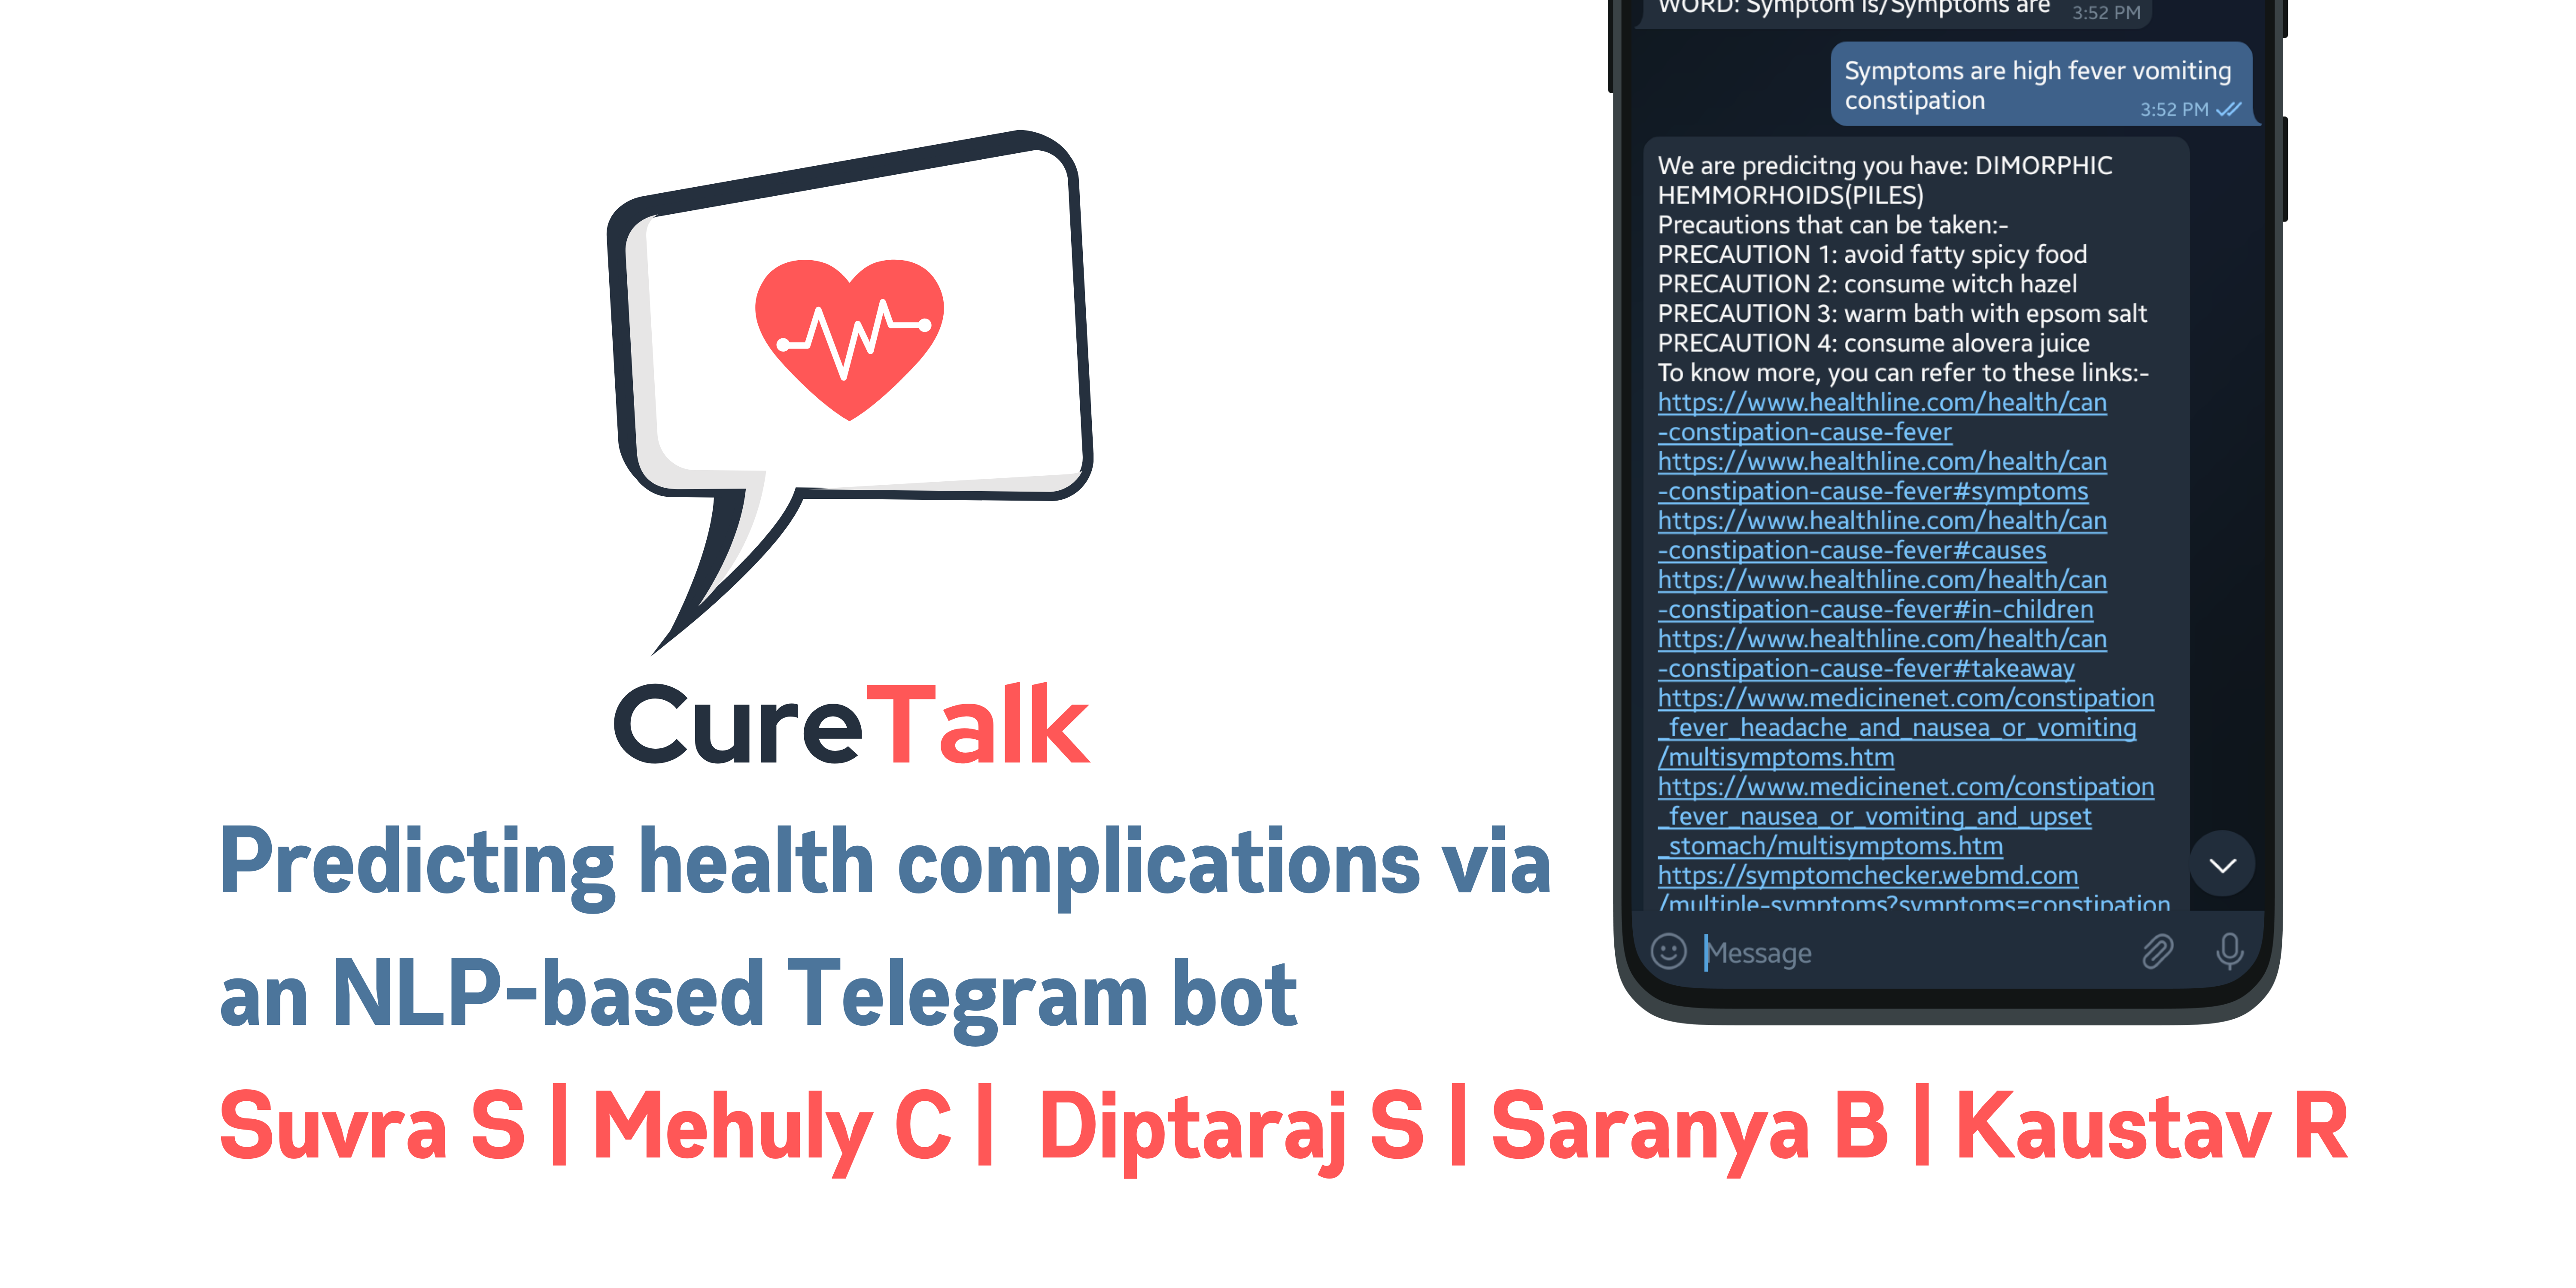 CureTalk
Predicting health complications via
an NLP-based Telegram bot
Suvra S | Mehuly C | Diptaraj S | Saranya B | Kaustav R
WORD: Symptom is/Symptoms are 3:52 PM
Symptoms are high fever vomiting
constipation 3:52 PM
We are predicitng you have: DIMORPHIC
HEMMORHOIDS(PILES)
Precautions that can be taken:-
PRECAUTION 1: avoid fatty spicy food
PRECAUTION 2: consume witch hazel
PRECAUTION 3: warm bath with epsom salt
PRECAUTION 4: consume alovera juice
To know more, you can refer to these links:-
https://www.healthline.com/health/can
-constipation-cause-fever
https://www.healthline.com/health/can
-constipation-cause-fever#symptoms
https://www.healthline.com/health/can
-constipation-cause-fever#causes
https://www.healthline.com/health/can
-constipation-cause-fever#in-children
https://www.healthline.com/health/can
-constipation-cause-fever#takeaway
https://www.medicinenet.com/constipation
_fever_headache_and_nausea_or_vomiting
/multisymptoms.htm
https://www.medicinenet.com/constipation
_fever_nausea_or_vomiting_and_upset
_stomach/multisymptoms.htm
https://symptomchecker.webmd.com
/multiple-symptoms?symptoms=constipation
Message